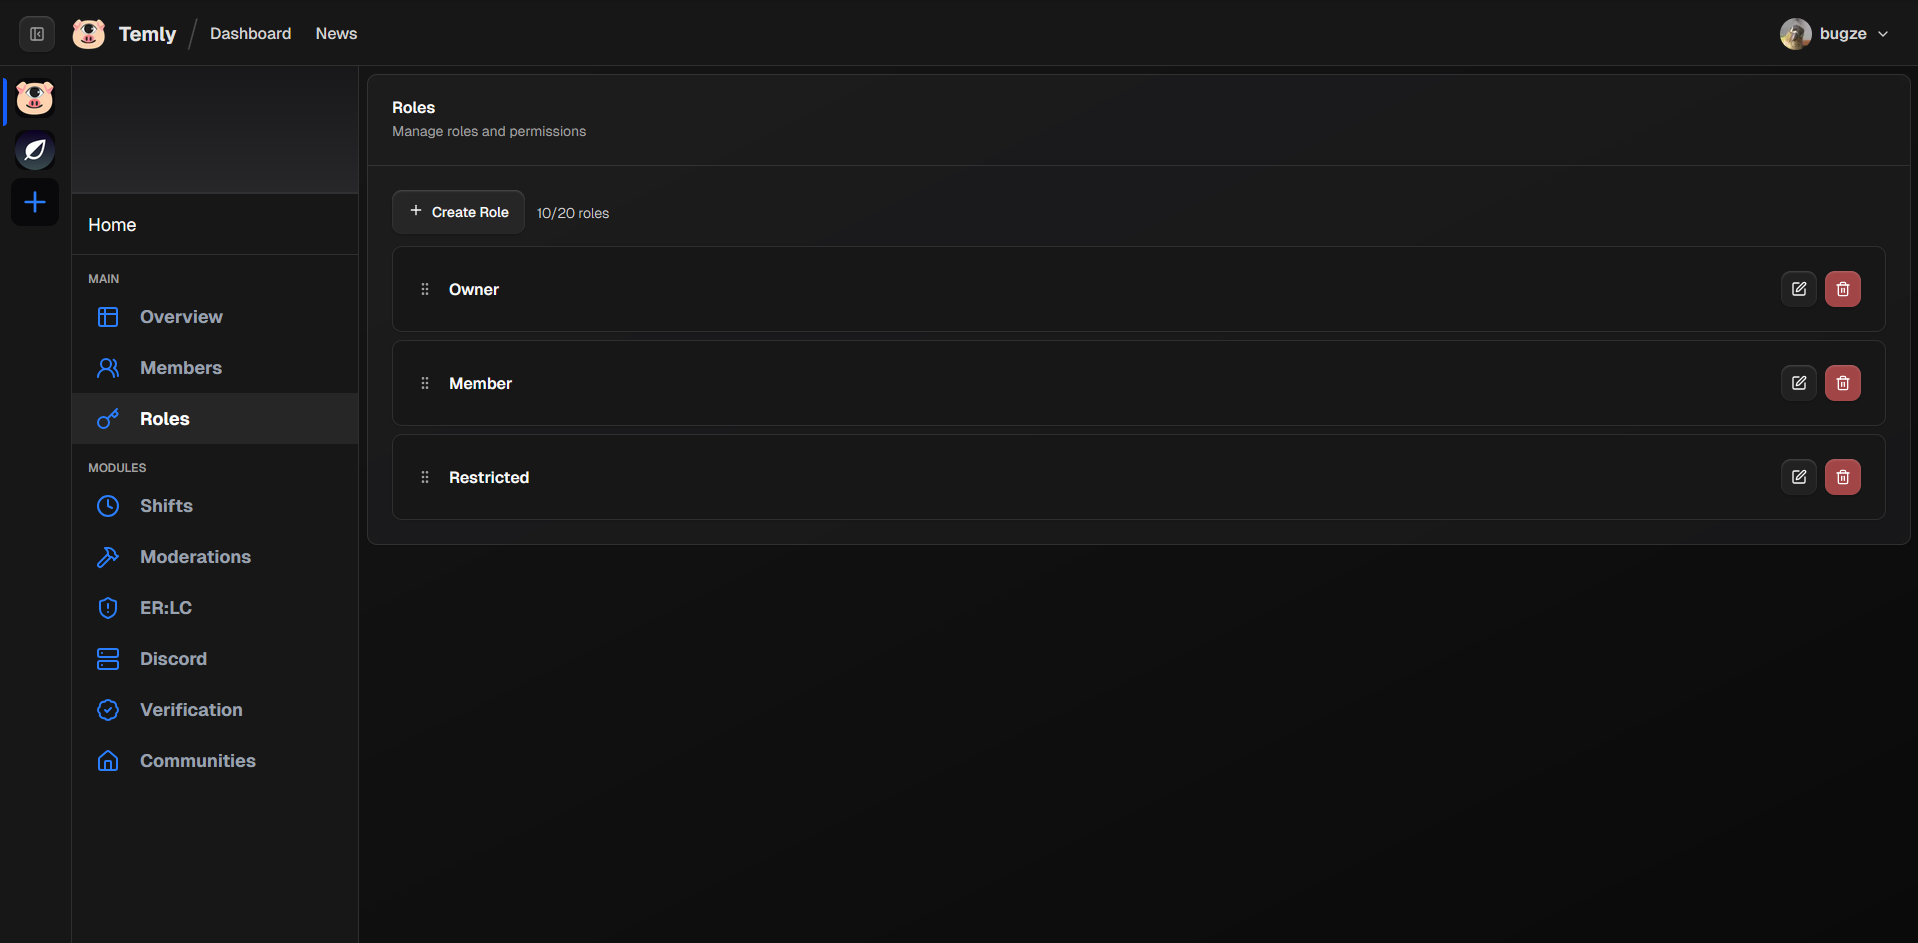 Temly
Dashboard
News
bugze
Home
MAIN
Overview
Members
Roles
MODULES
Shifts
Moderations
ER:LC
Discord
Verification
Communities
Roles
Manage roles and permissions
Create Role
10/20 roles
Owner
Member
Restricted